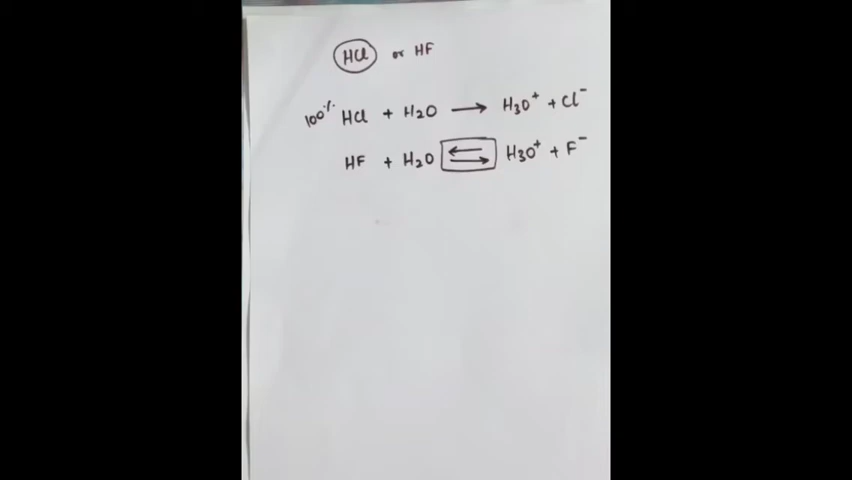 HCl or HF
100% HCl + H₂O → H₃O⁺ + Cl⁻
HF + H₂O ⇆ H₃O⁺ + F⁻